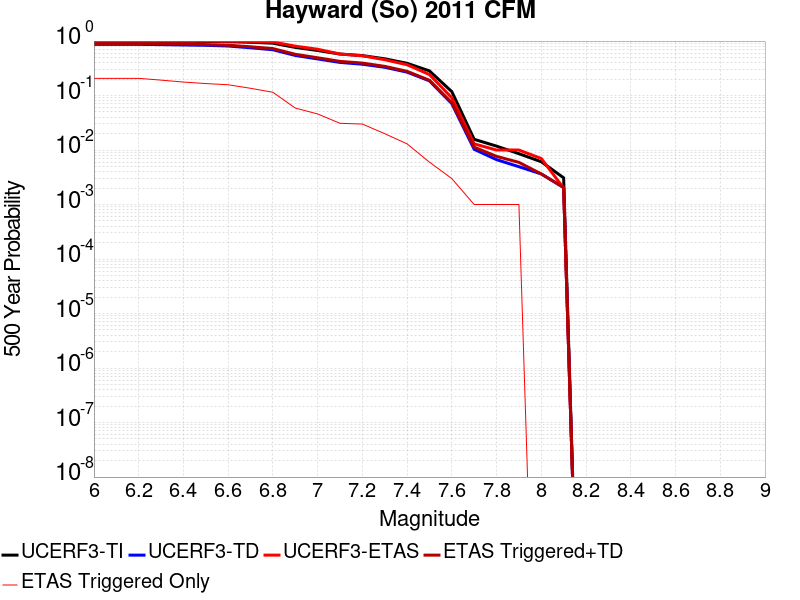 Hayward (So) 2011 CFM
10^0
10^-1
10^-2
10^-3
10^-4
10^-5
10^-6
10^-7
10^-8
500 Year Probability
6 6.2 6.4 6.6 6.8 7 7.2 7.4 7.6 7.8 8 8.2 8.4 8.6 8.8 9
Magnitude
UCERF3-TI UCERF3-TD UCERF3-ETAS ETAS Triggered+TD
ETAS Triggered Only